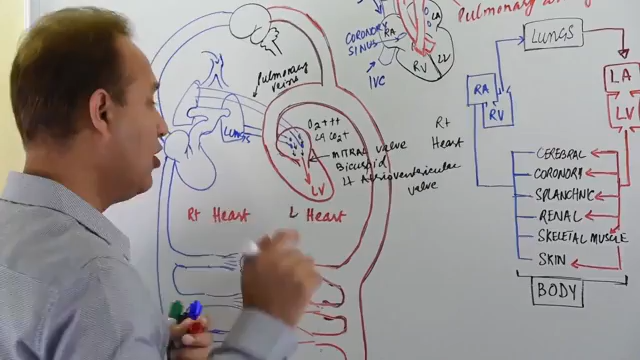 Pulmonary
CORONARY
SINUS
IVC
RA
LA
RV
LV
Pulmonary
veins
LUNGS
O2+++
CO2+
MITRAL valve
Bicuspid
Lt Atrioventricular
valve
LV
Rt Heart
L Heart
Rt
Heart
LUNGS
RA
RV
LA
LV
CEREBRAL
CORONARY
SPLANCHNIC
RENAL
SKELETAL MUSCLE
SKIN
BODY